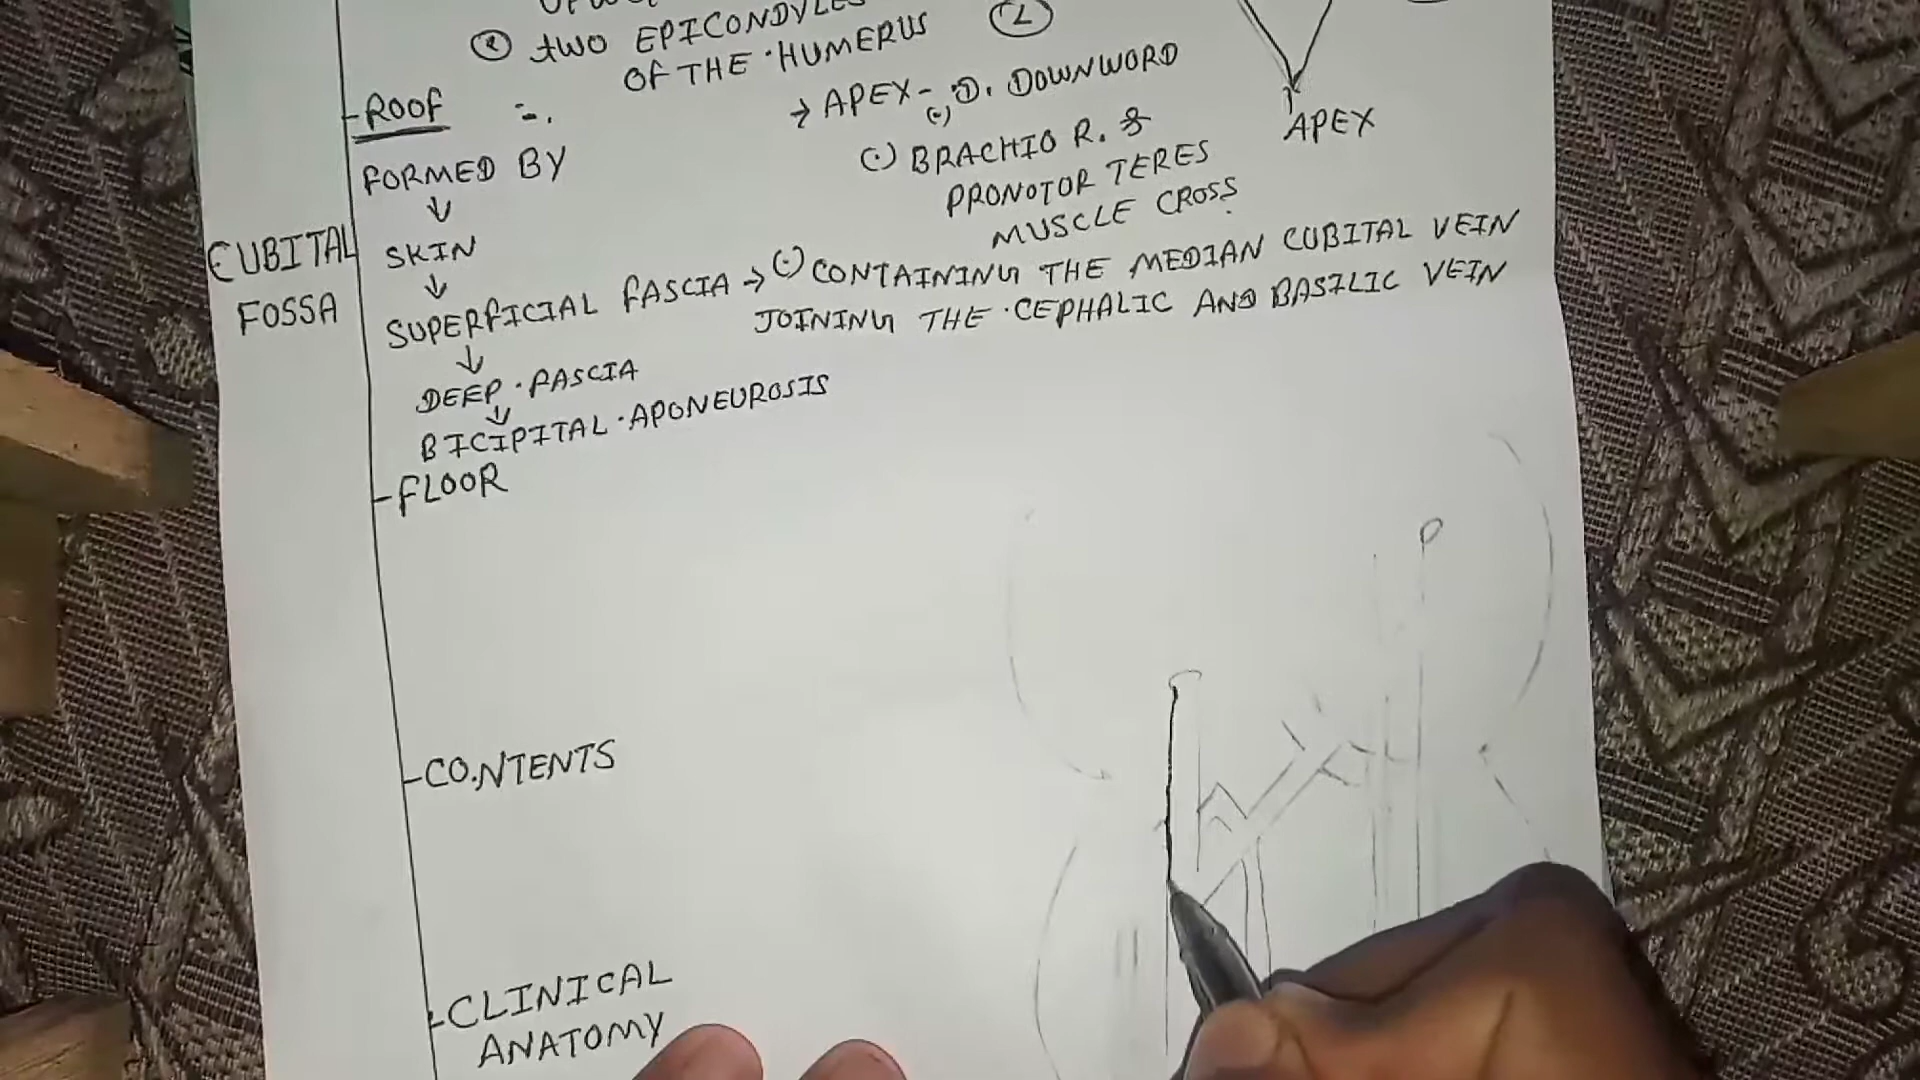 ② two EPICONDYLES
OF THE HUMERUS
2
ROOF :-.
→ APEX - ①. DOWNWORD
APEX
FORMED BY
(.) BRACHIO R. &
PRONOTOR TERES
MUSCLE CROSS
↓
CUBITAL
FOSSA
SKIN
↓
SUPERFICIAL FASCIA → (.) CONTAINING THE MEDIAN CUBITAL VEIN
JOINING THE CEPHALIC AND BASILIC VEIN
↓
DEEP FASCIA
↓
BICIPITAL APONEUROSIS
FLOOR
CONTENTS
CLINICAL
ANATOMY